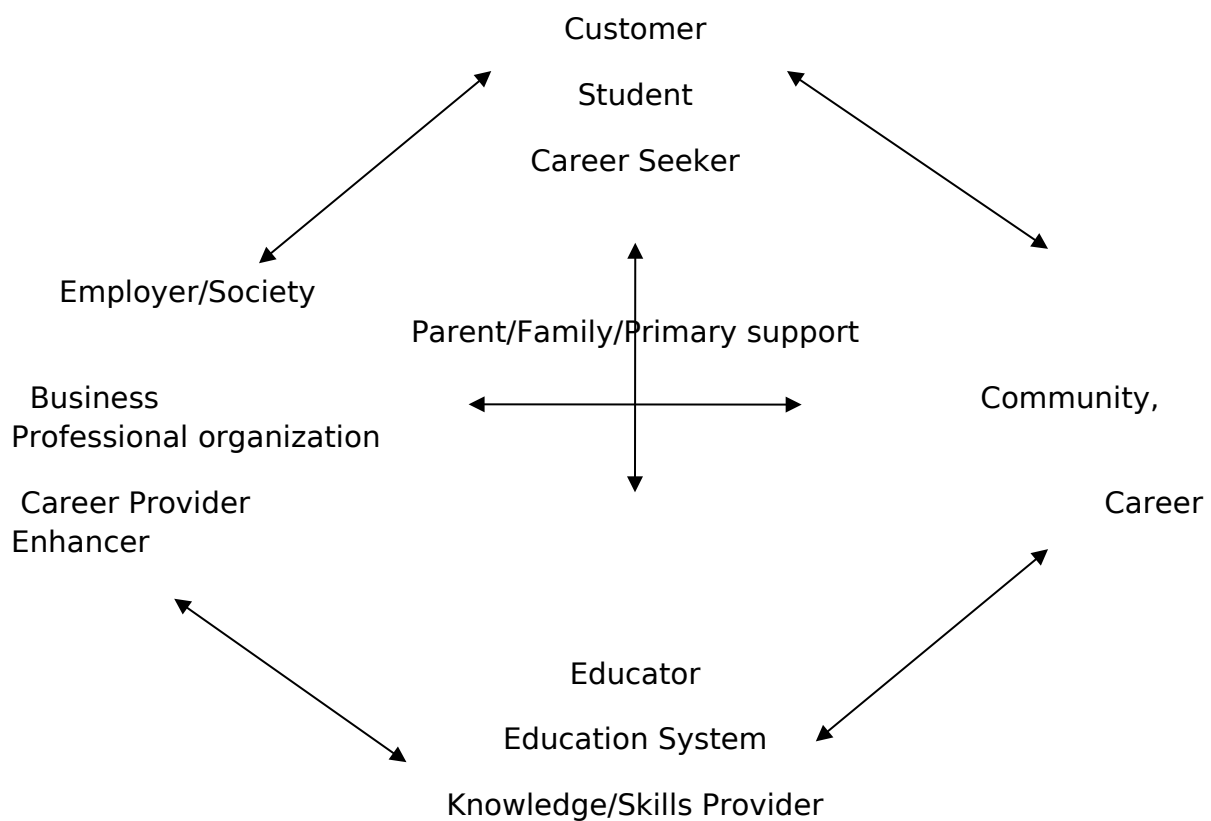 Customer
Student
Career Seeker
Employer/Society
Parent/Family/Primary support
Business Community,
Professional organization
Career Provider Career
Enhancer
Educator
Education System
Knowledge/Skills Provider